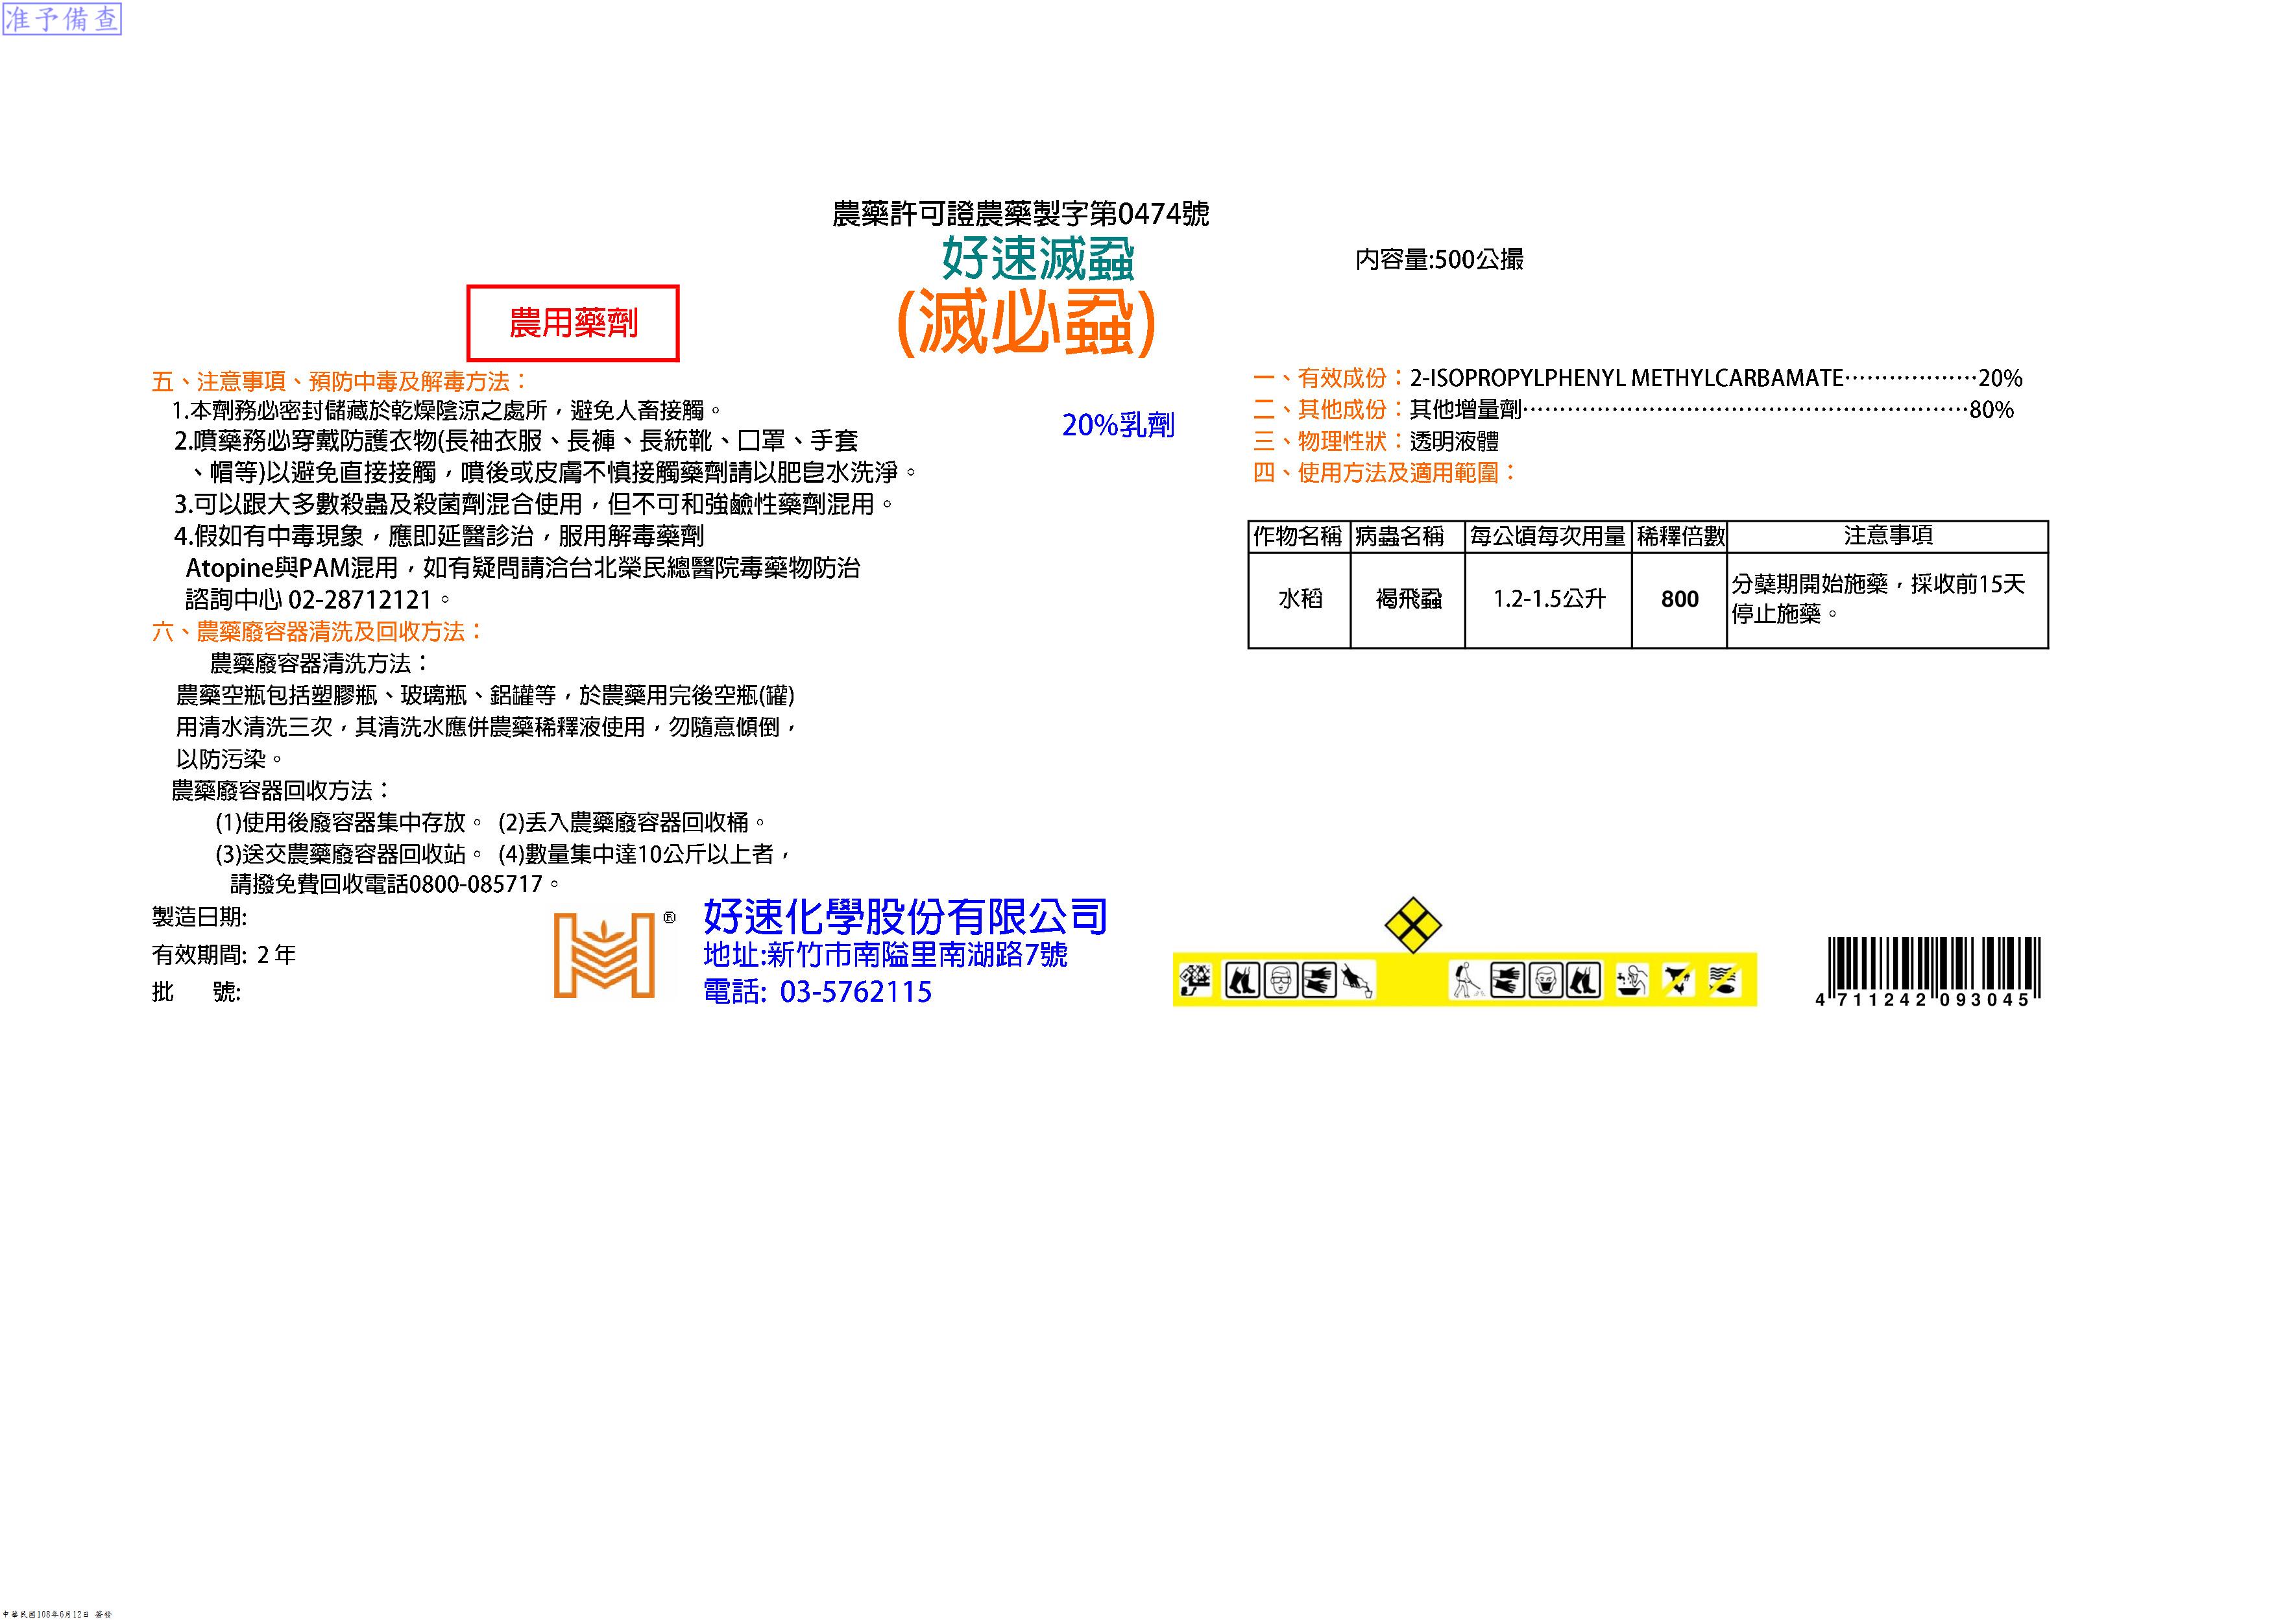 准予備查
農藥許可證農藥製字第0474號
好速滅蝨
(滅必蝨)
內容量:500公撮
農用藥劑
20%乳劑
五、注意事項、預防中毒及解毒方法：
1.本劑務必密封儲藏於乾燥陰涼之處所，避免人畜接觸。
2.噴藥務必穿戴防護衣物(長袖衣服、長褲、長統靴、口罩、手套
、帽等)以避免直接接觸，噴後或皮膚不慎接觸藥劑請以肥皂水洗淨。
3.可以跟大多數殺蟲及殺菌劑混合使用，但不可和強鹼性藥劑混用。
4.假如有中毒現象，應即延醫診治，服用解毒藥劑
Atopine與PAM混用，如有疑問請洽台北榮民總醫院毒藥物防治
諮詢中心 02-28712121。
六、農藥廢容器清洗及回收方法：
農藥廢容器清洗方法：
農藥空瓶包括塑膠瓶、玻璃瓶、鋁罐等，於農藥用完後空瓶(罐)
用清水清洗三次，其清洗水應併農藥稀釋液使用，勿隨意傾倒，
以防污染。
農藥廢容器回收方法：
(1)使用後廢容器集中存放。 (2)丟入農藥廢容器回收桶。
(3)送交農藥廢容器回收站。 (4)數量集中達10公斤以上者，
請撥免費回收電話0800-085717。
製造日期:
有效期間: 2 年
批 號:
®
好速化學股份有限公司
地址:新竹市南隘里南湖路7號
電話: 03-5762115
一、有效成份：2-ISOPROPYLPHENYL METHYLCARBAMATE………………20%
二、其他成份：其他增量劑……………………………………………………80%
三、物理性狀：透明液體
四、使用方法及適用範圍：
作物名稱 病蟲名稱 每公頃每次用量 稀釋倍數 注意事項
水稻 褐飛蝨 1.2-1.5公升 800 分蘗期開始施藥，採收前15天
停止施藥。
4 711242 093045
中華民國108年6月12日 簽發